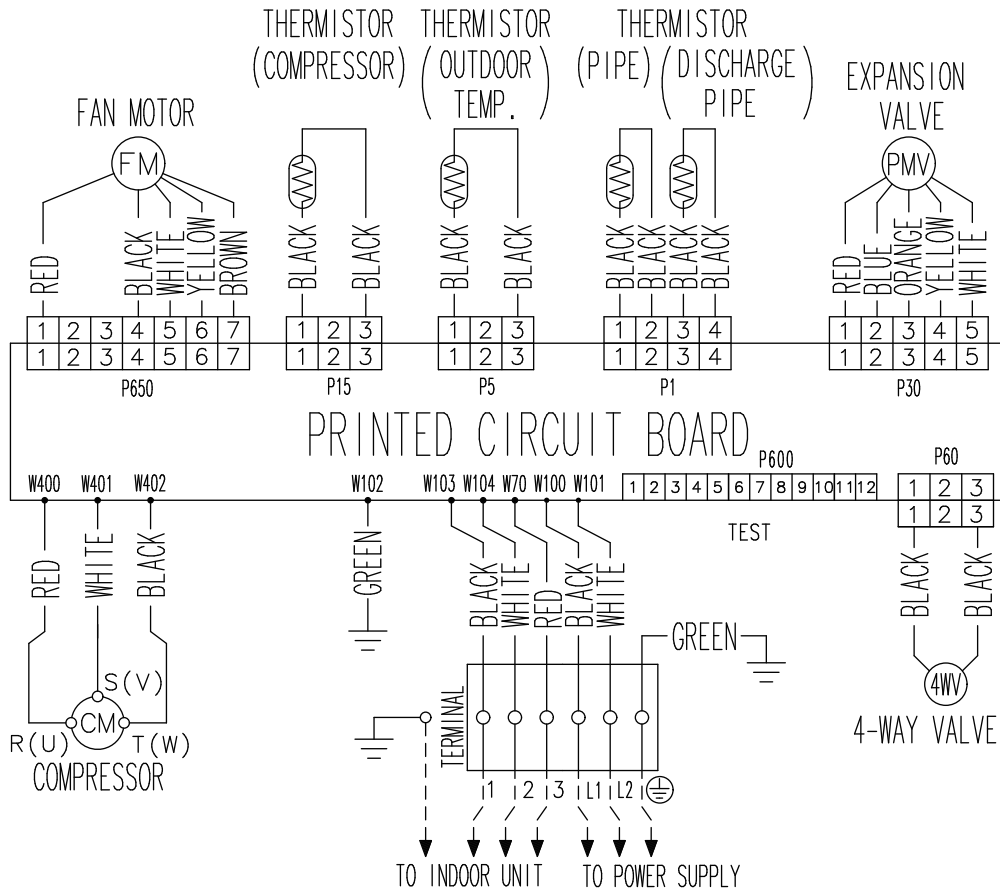 THERMISTOR THERMISTOR THERMISTOR
(COMPRESSOR) (OUTDOOR TEMP.) (PIPE) (DISCHARGE PIPE)
EXPANSION
VALVE
FAN MOTOR
FM
PMV
RED BLACK WHITE YELLOW BROWN
BLACK BLACK
BLACK BLACK
BLACK BLACK BLACK BLACK
RED BLUE ORANGE YELLOW WHITE
1 2 3 4 5 6 7
1 2 3 4 5 6 7
P650
1 2 3
1 2 3
P15
1 2 3
1 2 3
P5
1 2 3 4
1 2 3 4
P1
1 2 3 4 5
1 2 3 4 5
P30
PRINTED CIRCUIT BOARD
W400 W401 W402
W102
W103 W104 W70 W100 W101
P600
1 2 3 4 5 6 7 8 9 10 11 12
TEST
P60
1 2 3
1 2 3
RED WHITE BLACK
GREEN
BLACK WHITE RED BLACK WHITE
GREEN
BLACK BLACK
S(V)
CM
R(U) T(W)
COMPRESSOR
TERMINAL
4WV
4-WAY VALVE
1 2 3 L1 L2
TO INDOOR UNIT
TO POWER SUPPLY